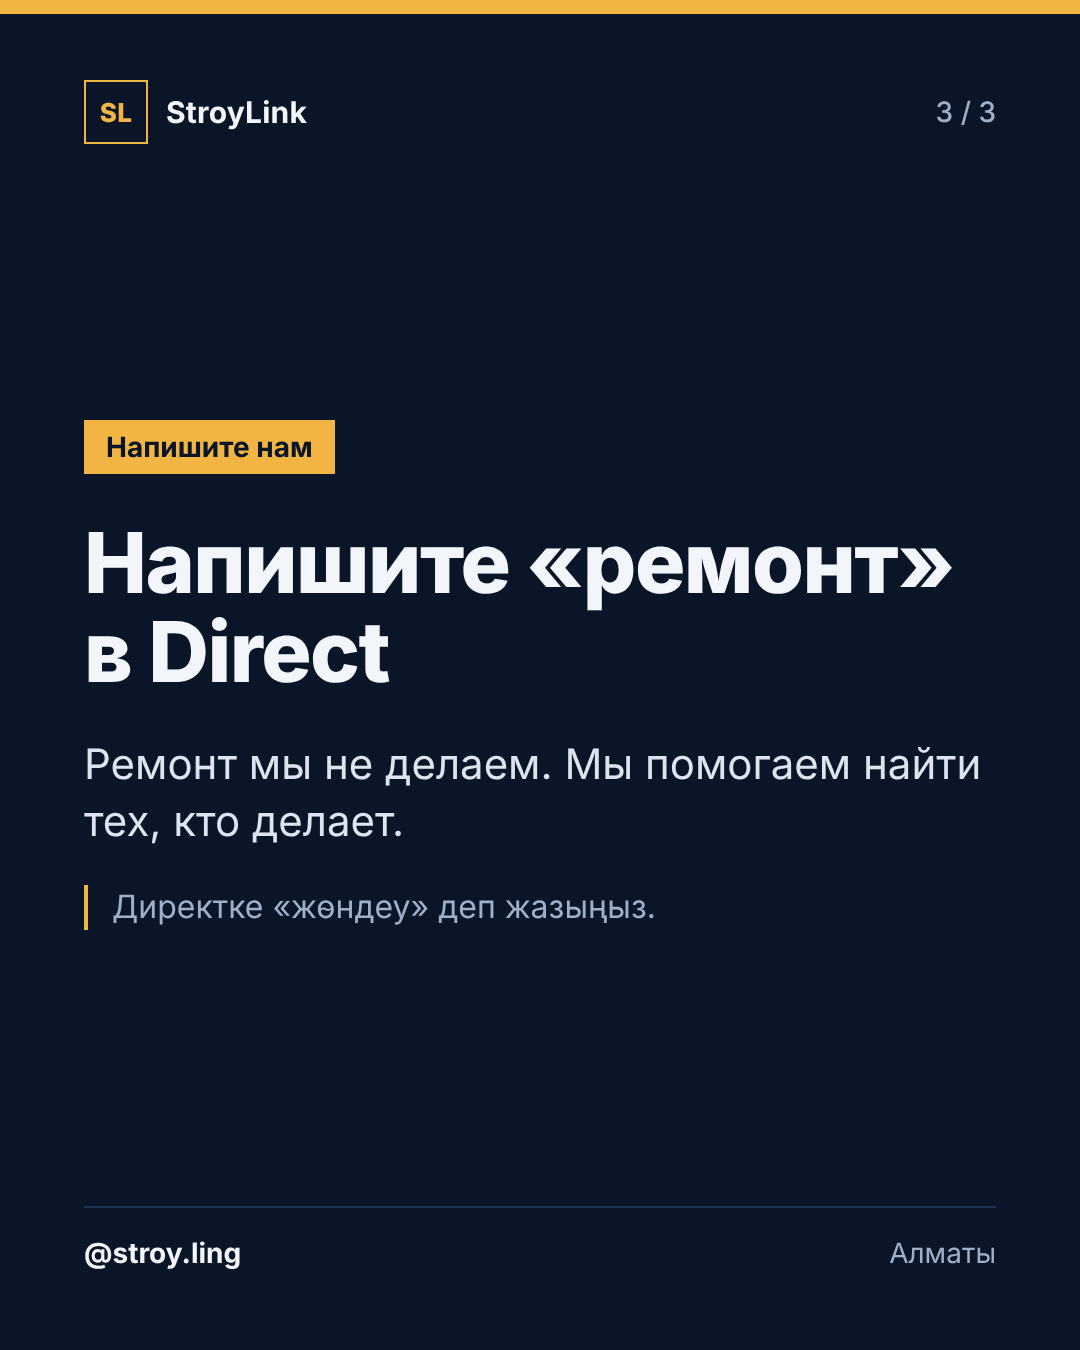 SL
StroyLink
3 / 3
Напишите нам
Напишите «ремонт»
в Direct
Ремонт мы не делаем. Мы помогаем найти
тех, кто делает.
Директке «жөндеу» деп жазыңыз.
@stroy.ling
Алматы